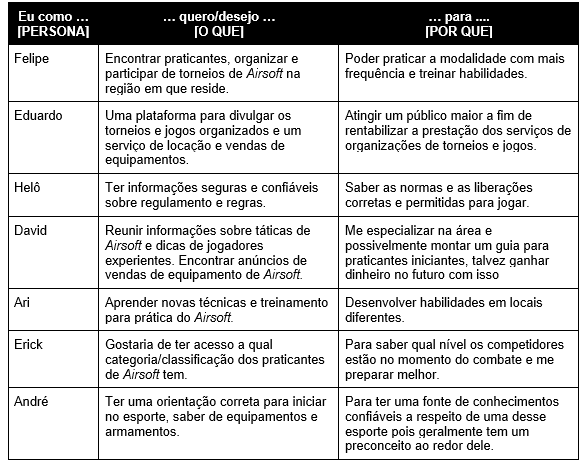 Eu como … … quero/desejo … … para ....
[PERSONA] [O QUE] [POR QUE]
Felipe Encontrar praticantes, organizar e Poder praticar a modalidade com mais
participar de torneios de Airsoft na frequência e treinar habilidades.
região em que reside.
Eduardo Uma plataforma para divulgar os Atingir um público maior a fim de
torneios e jogos organizados e um rentabilizar a prestação dos serviços de
serviço de locação e vendas de organizações de torneios e jogos.
equipamentos.
Helô Ter informações seguras e confiáveis Saber as normas e as liberações
sobre regulamento e regras. corretas e permitidas para jogar.
David Reunir informações sobre táticas de Me especializar na área e
Airsoft e dicas de jogadores possivelmente montar um guia para
experientes. Encontrar anúncios de praticantes iniciantes, talvez ganhar
vendas de equipamento de Airsoft. dinheiro no futuro com isso
Ari Aprender novas técnicas e treinamento Desenvolver habilidades em locais
para prática do Airsoft. diferentes.
Erick Gostaria de ter acesso a qual Para saber qual nível os competidores
categoria/classificação dos praticantes estão no momento do combate e me
de Airsoft tem. preparar melhor.
André Ter uma orientação correta para iniciar Para ter uma fonte de conhecimentos
no esporte, saber de equipamentos e confiáveis a respeito de uma desse
armamentos. esporte pois geralmente tem um
preconceito ao redor dele.